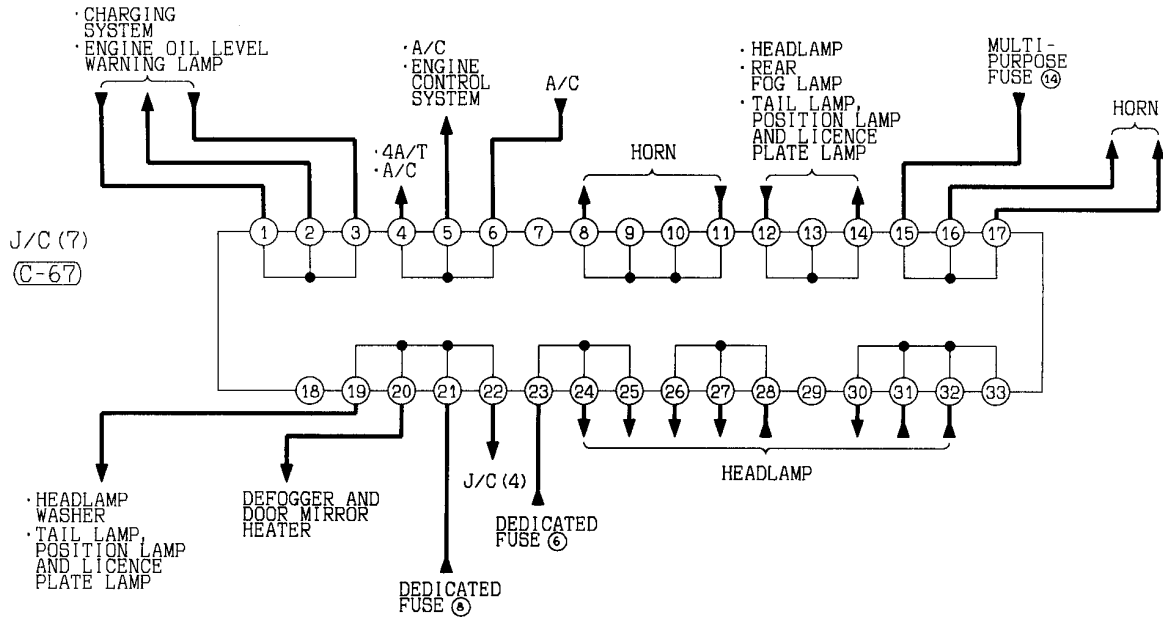 · CHARGING
SYSTEM
· ENGINE OIL LEVEL
WARNING LAMP
· A/C
· ENGINE
CONTROL
SYSTEM
A/C
· HEADLAMP
· REAR
FOG LAMP
· TAIL LAMP,
POSITION LAMP
AND LICENCE
PLATE LAMP
MULTI-
PURPOSE
FUSE ⑭
HORN
· 4A/T
· A/C
HORN
J/C (7)
C-67
1 2 3 4 5 6 7 8 9 10 11 12 13 14 15 16 17
18 19 20 21 22 23 24 25 26 27 28 29 30 31 32 33
· HEADLAMP
WASHER
· TAIL LAMP,
POSITION LAMP
AND LICENCE
PLATE LAMP
DEFOGGER AND
DOOR MIRROR
HEATER
DEDICATED
FUSE ⑧
J/C (4)
DEDICATED
FUSE ⑥
HEADLAMP